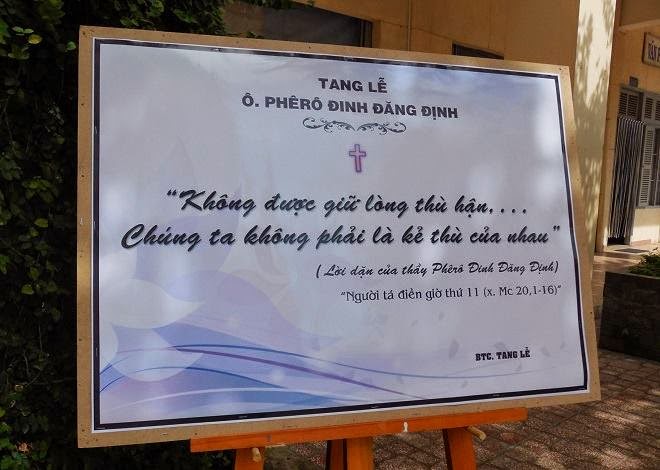 TANG LỄ
Ô. PHÊRÔ ĐINH ĐĂNG ĐỊNH
“Không được giữ lòng thù hận, . . .
Chúng ta không phải là kẻ thù của nhau”
( Lời dặn của thầy Phêrô Đinh Đăng Định)
“Người tá điền giờ thứ 11 (x. Mc 20,1-16)”
BTC. TANG LỄ